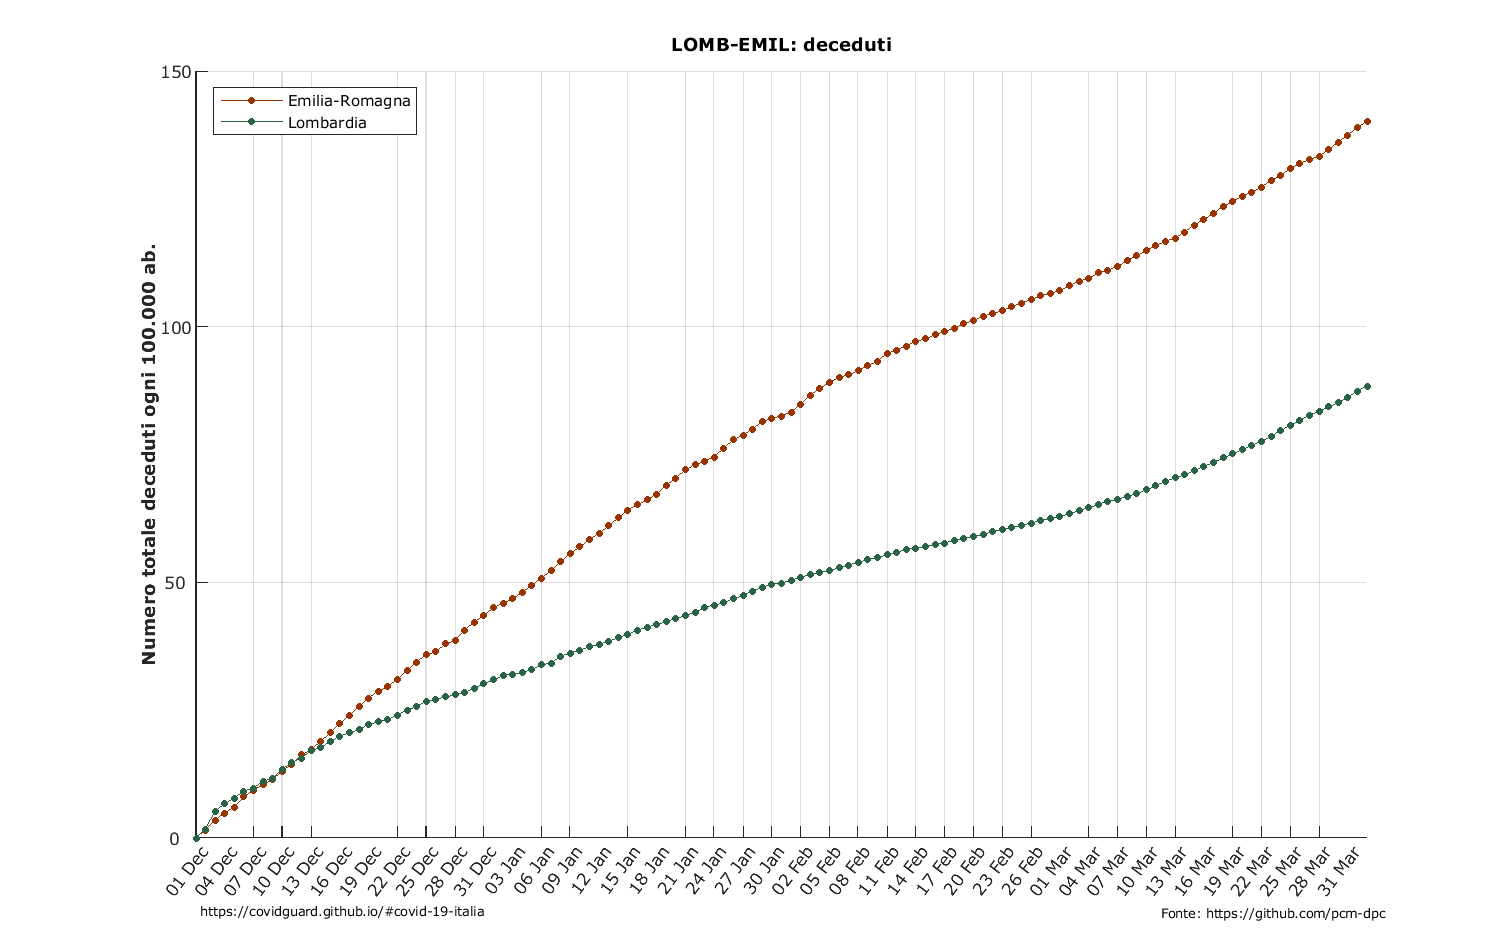 LOMB-EMIL: deceduti
150
100
50
0
Numero totale deceduti ogni 100.000 ab.
Emilia-Romagna
Lombardia
01 Dec
04 Dec
07 Dec
10 Dec
13 Dec
16 Dec
19 Dec
22 Dec
25 Dec
28 Dec
31 Dec
03 Jan
06 Jan
09 Jan
12 Jan
15 Jan
18 Jan
21 Jan
24 Jan
27 Jan
30 Jan
02 Feb
05 Feb
08 Feb
11 Feb
14 Feb
17 Feb
20 Feb
23 Feb
26 Feb
01 Mar
04 Mar
07 Mar
10 Mar
13 Mar
16 Mar
19 Mar
22 Mar
25 Mar
28 Mar
31 Mar
https://covidguard.github.io/#covid-19-italia
Fonte: https://github.com/pcm-dpc